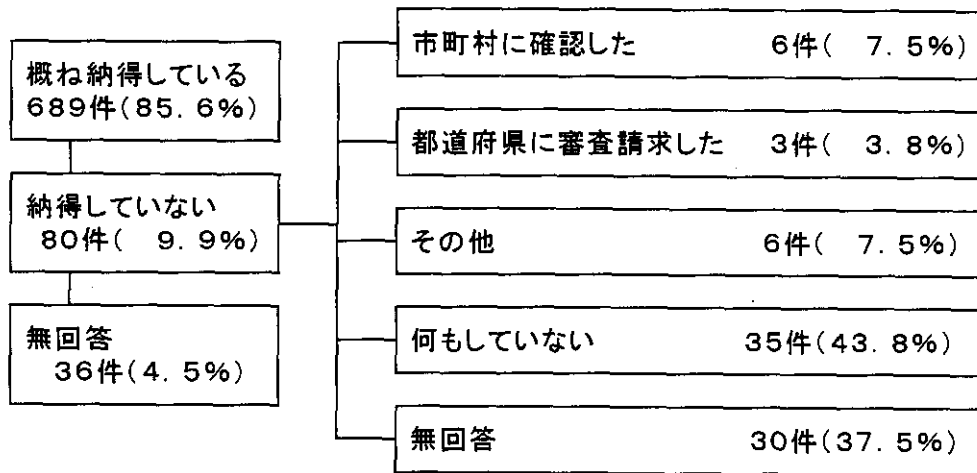 概ね納得している
689件(85.6%)
納得していない
80件( 9.9%)
無回答
36件(4.5%)
市町村に確認した 6件( 7.5%)
都道府県に審査請求した 3件( 3.8%)
その他 6件( 7.5%)
何もしていない 35件(43.8%)
無回答 30件(37.5%)